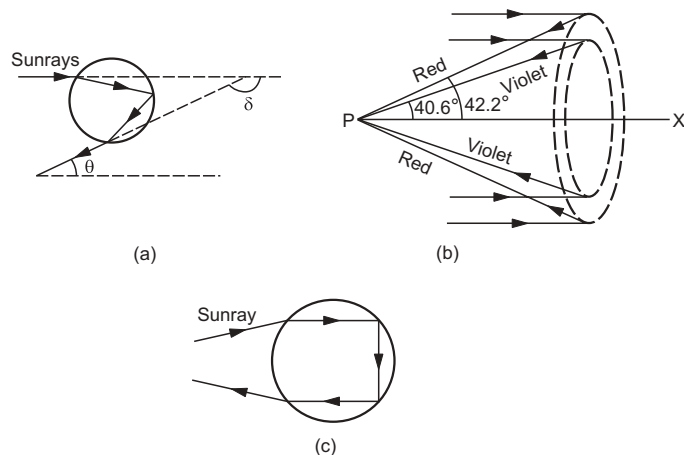 Sunrays
δ
θ
(a)
Red
Violet
P
40.6°
42.2°
X
Violet
Red
(b)
Sunray
(c)